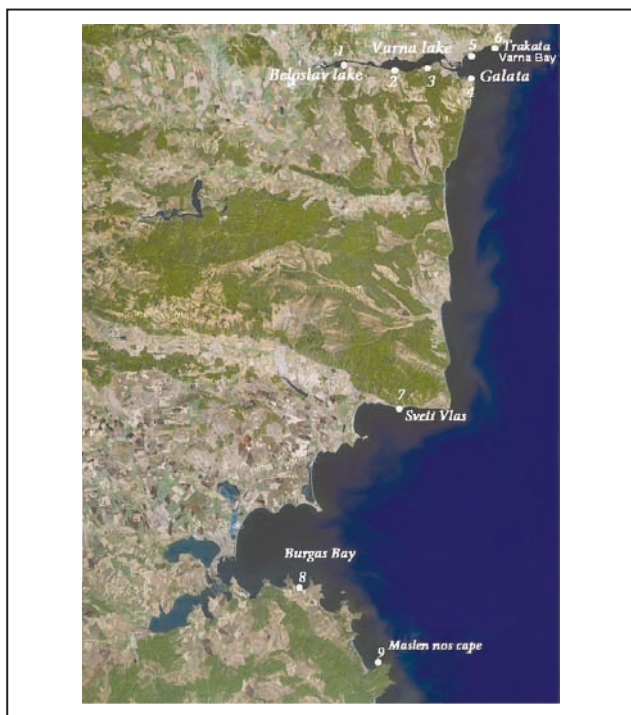 6
5 Trakata
1 Varna lake Varna Bay
Beloslav lake 2 3 Galata
4
7
Sveti Vlas
Burgas Bay
8
9 Maslen nos cape